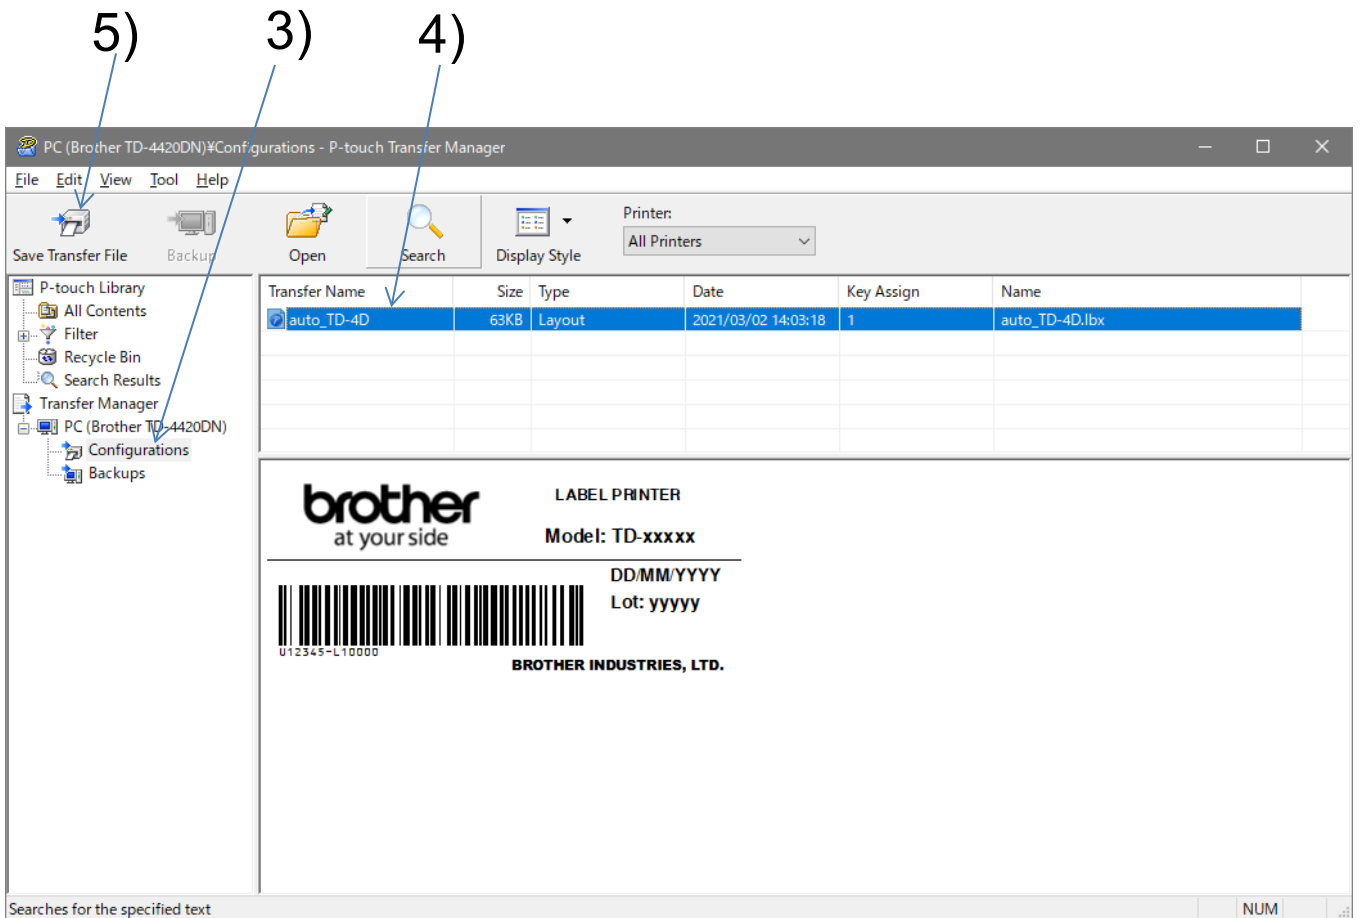 5) 3) 4)
PC (Brother TD-4420DN)¥Configurations - P-touch Transfer Manager
File Edit View Tool Help
Printer:
All Printers
Save Transfer File Backup Open Search Display Style
P-touch Library
All Contents
Filter
Recycle Bin
Search Results
Transfer Manager
PC (Brother TD-4420DN)
Configurations
Backups
Transfer Name Size Type Date Key Assign Name
auto_TD-4D 63KB Layout 2021/03/02 14:03:18 1 auto_TD-4D.lbx
brother
at your side
LABEL PRINTER
Model: TD-xxxxx
DD/MM/YYYY
Lot: yyyyy
U12345-L10000
BROTHER INDUSTRIES, LTD.
Searches for the specified text NUM